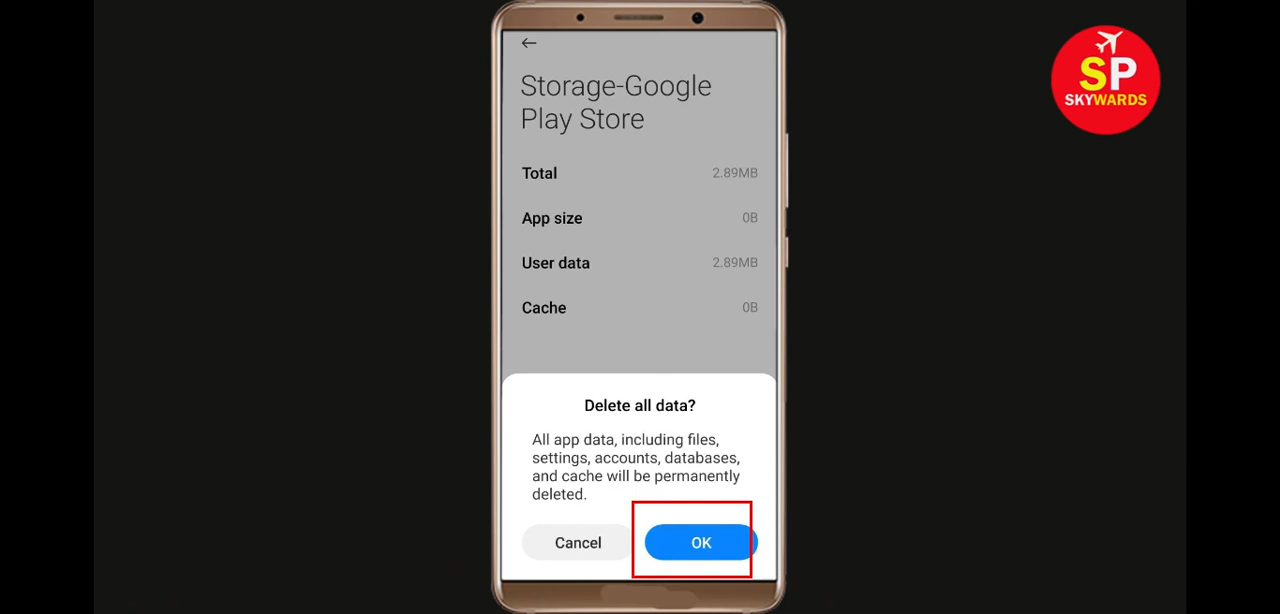 SP
SKYWARDS
Storage-Google
Play Store
Total 2.89MB
App size 0B
User data 2.89MB
Cache 0B
Delete all data?
All app data, including files,
settings, accounts, databases,
and cache will be permanently
deleted.
Cancel OK